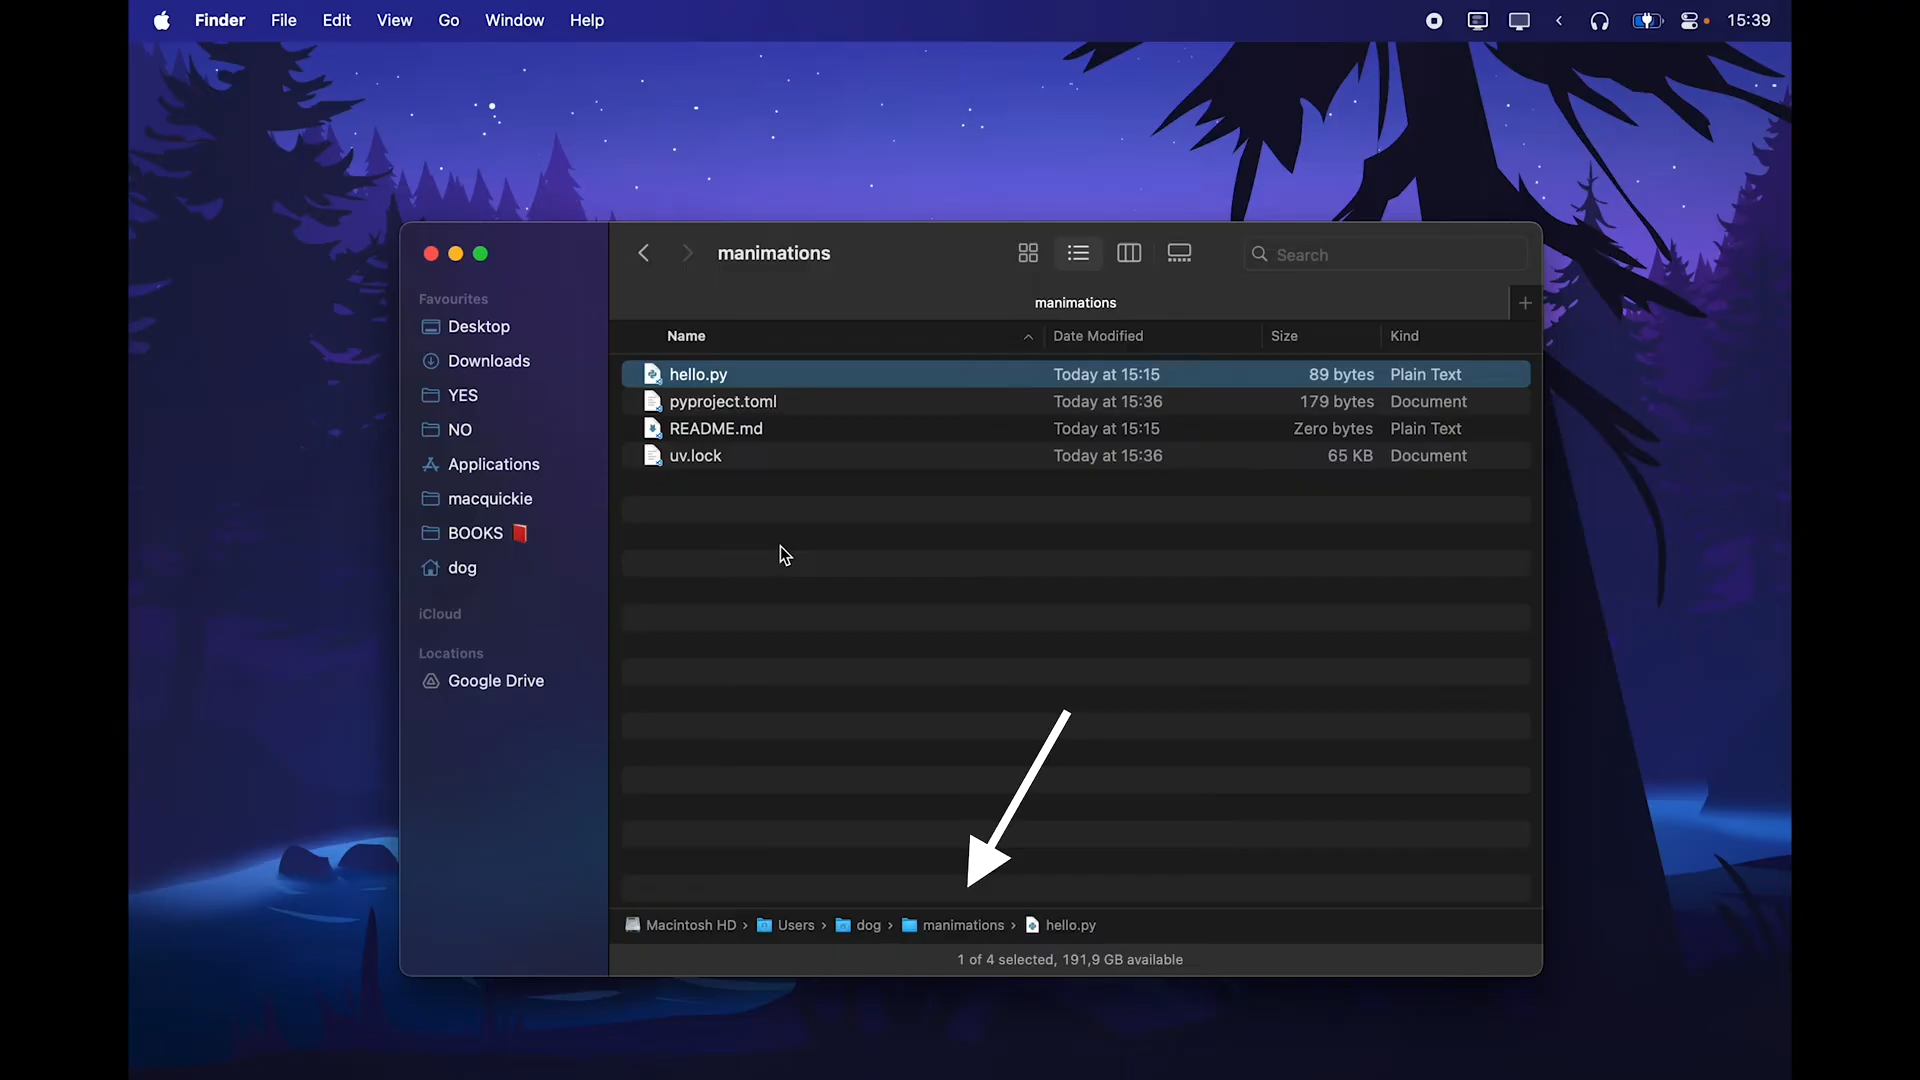 Finder File Edit View Go Window Help 15:39
manimations Search
Favourites
Desktop
Downloads
YES
NO
Applications
macquickie
BOOKS
dog
iCloud
Locations
Google Drive
manimations
Name Date Modified Size Kind
hello.py Today at 15:15 89 bytes Plain Text
pyproject.toml Today at 15:36 179 bytes Document
README.md Today at 15:15 Zero bytes Plain Text
uv.lock Today at 15:36 65 KB Document
Macintosh HD › Users › dog › manimations › hello.py
1 of 4 selected, 191,9 GB available